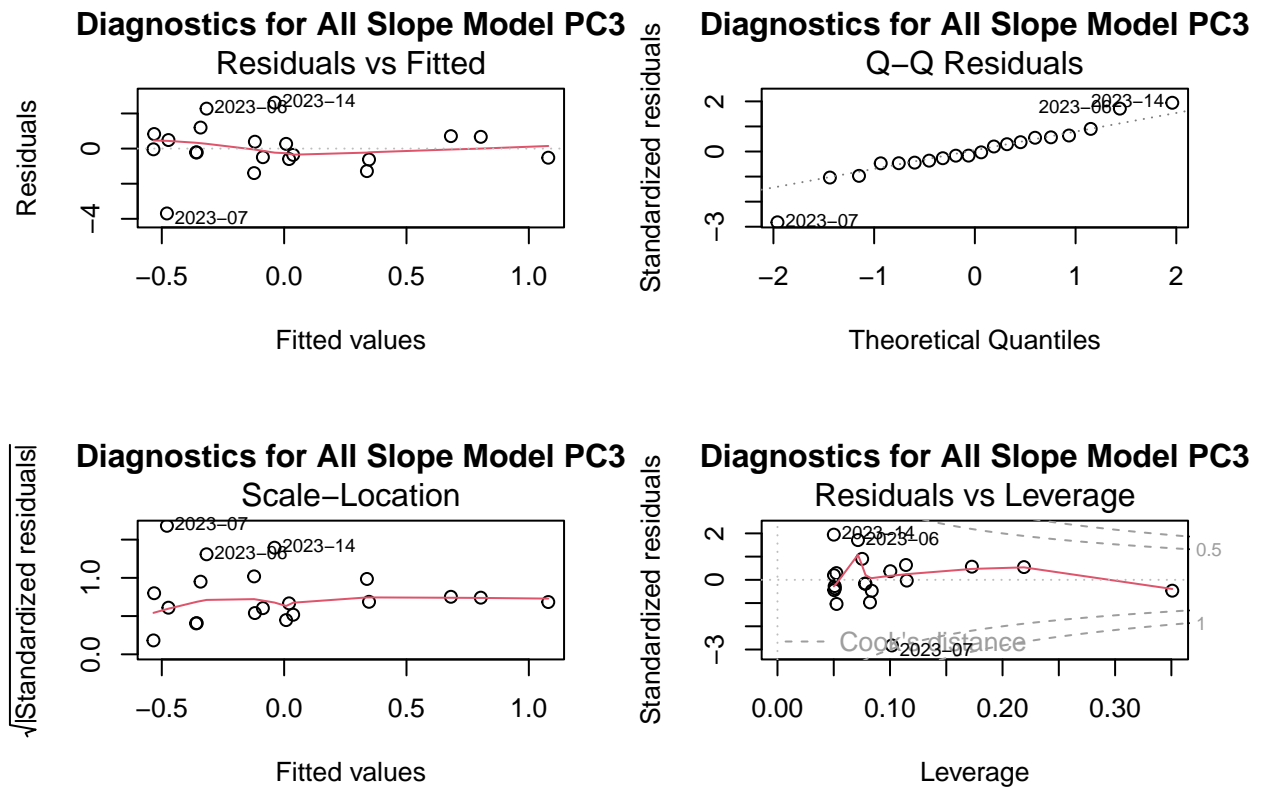 Diagnostics for All Slope Model PC3
Residuals vs Fitted
Residuals
0
−4
2023−06
2023−14
2023−07
−0.5 0.0 0.5 1.0
Fitted values
Diagnostics for All Slope Model PC3
Q−Q Residuals
Standardized residuals
2
0
−3
2023−06
2023−14
2023−07
−2 −1 0 1 2
Theoretical Quantiles
Diagnostics for All Slope Model PC3
Scale−Location
√|Standardized residuals|
1.0
0.0
2023−07
2023−06
2023−14
−0.5 0.0 0.5 1.0
Fitted values
Diagnostics for All Slope Model PC3
Residuals vs Leverage
Standardized residuals
2
0
−3
2023−14
2023−06
0.5
1
Cook's distance
2023−07
0.00 0.10 0.20 0.30
Leverage